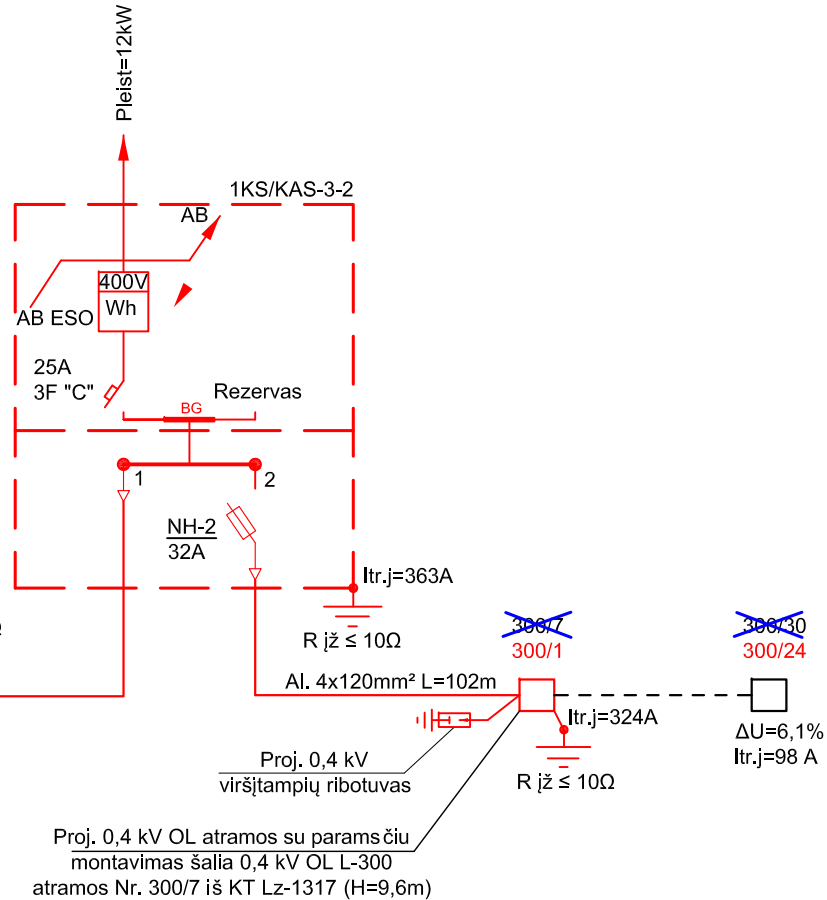 Pleist=12kW
1KS/KAS-3-2
AB
400V
Wh
AB ESO
25A
3F "C"
Rezervas
BG
1
2
NH-2
32A
Itr.j=363A
R įž ≤ 10Ω
300/7
300/1
300/30
300/24
Al. 4x120mm² L=102m
Itr.j=324A
ΔU=6,1%
Itr.j=98 A
R įž ≤ 10Ω
Proj. 0,4 kV
viršįtampių ribotuvas
Proj. 0,4 kV OL atramos su paramsčiu
montavimas šalia 0,4 kV OL L-300
atramos Nr. 300/7 iš KT Lz-1317 (H=9,6m)